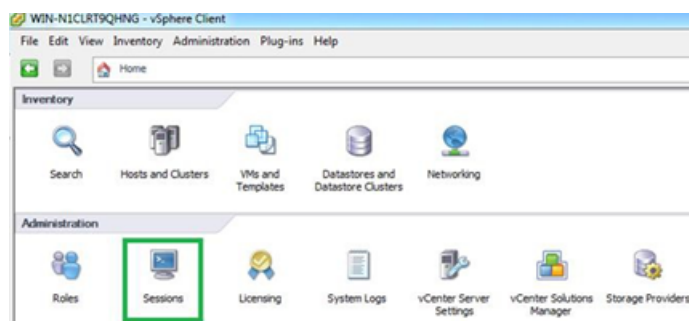 WIN-N1CLRT9QHNG - vSphere Client
File Edit View Inventory Administration Plug-ins Help
Home
Inventory
Search Hosts and Clusters VMs and Datastores and Networking
Templates Datastore Clusters
Administration
Roles Sessions Licensing System Logs vCenter Server vCenter Solutions Storage Providers
Settings Manager